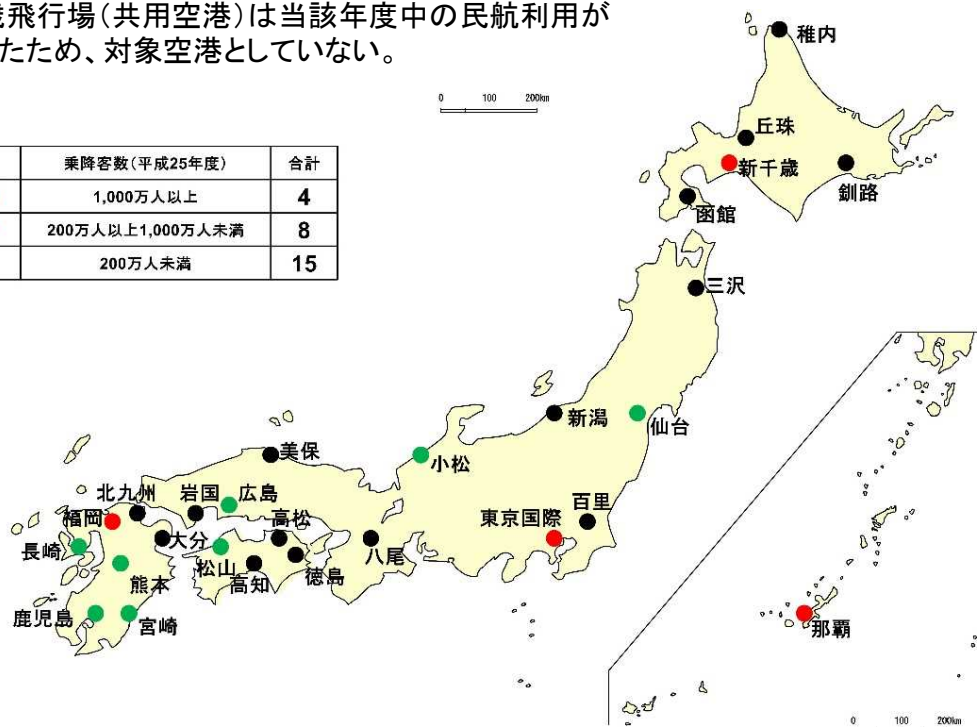 飛行場(共用空港)は当該年度中の民航利用が
たため、対象空港としていない。
0 100 200km
乗降客数(平成25年度) 合計
1,000万人以上 4
200万人以上1,000万人未満 8
200万人未満 15
稚内
丘珠
新千歳
釧路
函館
三沢
新潟
仙台
小松
美保
北九州
岩国
広島
福岡
高松
東京国際
百里
長崎
大分
松山
八尾
熊本
高知
徳島
鹿児島
宮崎
那覇
0 100 200km